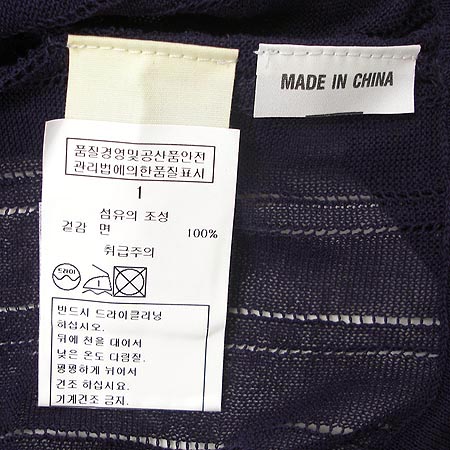 MADE IN CHINA
품질경영및공산품안전
관리법에의한품질표시
1
섬유의 조성
겉감 면 100%
취급주의
드라이
반드시 드라이클리닝
하십시오.
뒤에 천을 대어서
낮은 온도 다림질.
평평하게 뉘어서
건조 하십시요.
기계건조 금지.